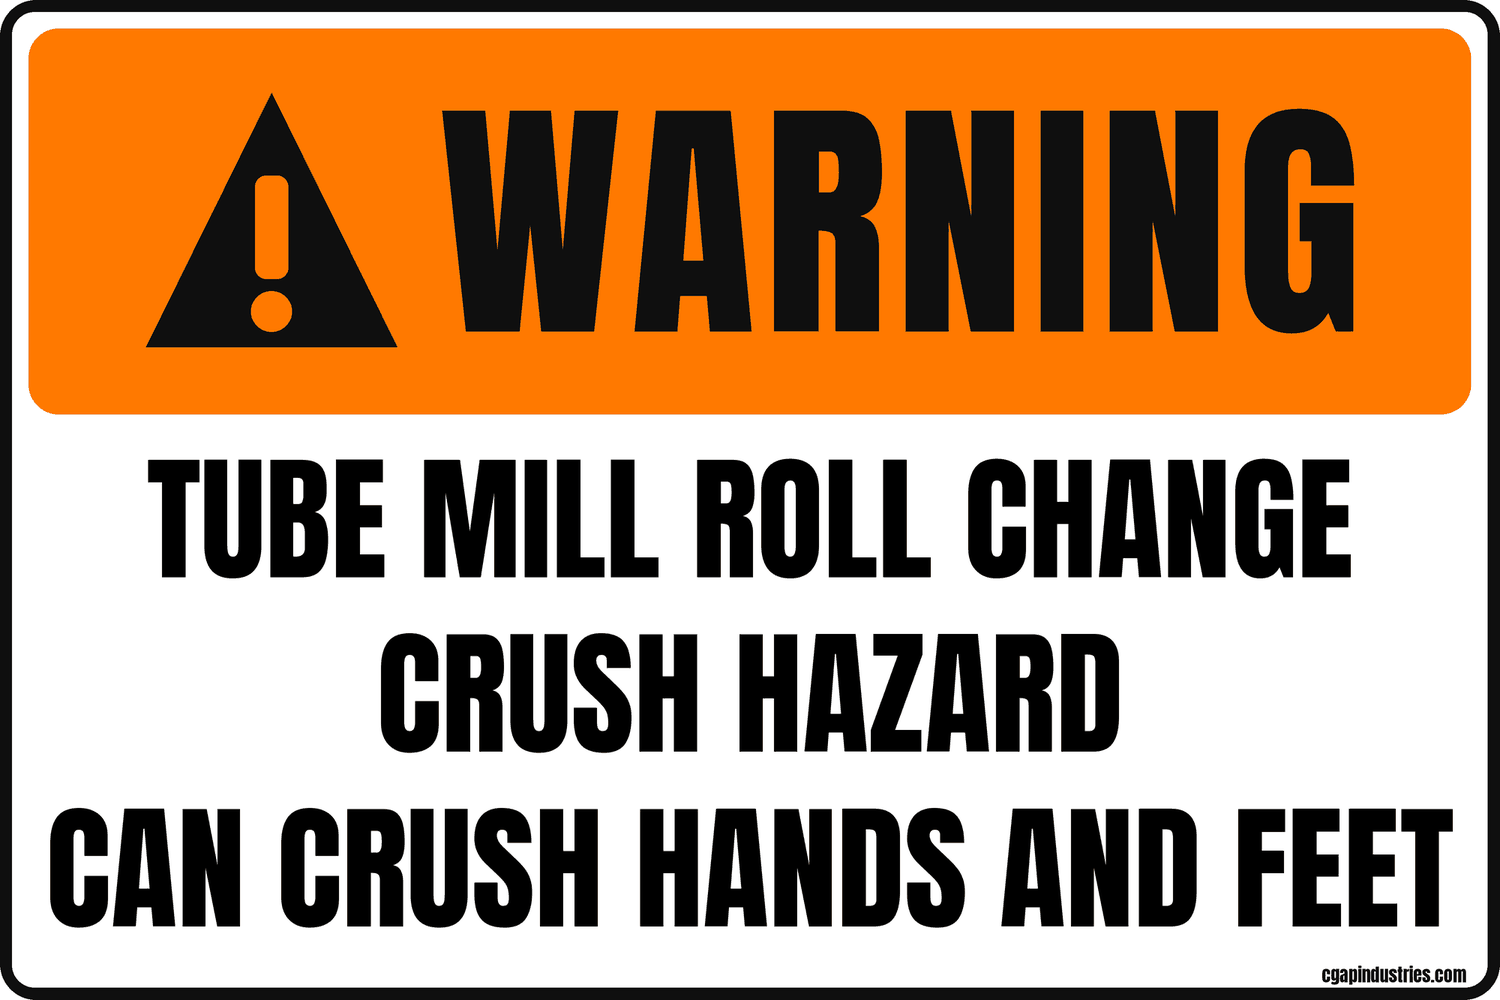 WARNING
TUBE MILL ROLL CHANGE
CRUSH HAZARD
CAN CRUSH HANDS AND FEET
cgapindustries.com